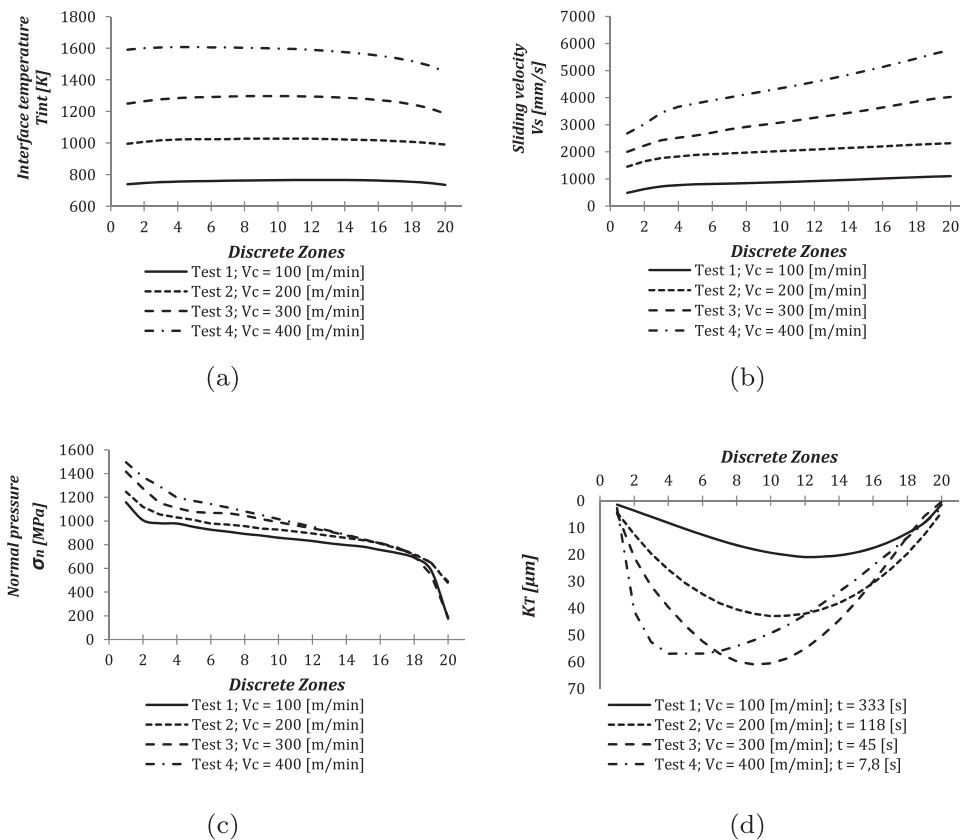 1800
1600
1400
1200
1000
800
600
Interface temperature
Tint [K]
0 2 4 6 8 10 12 14 16 18 20
Discrete Zones
Test 1; Vc = 100 [m/min]
Test 2; Vc = 200 [m/min]
Test 3; Vc = 300 [m/min]
Test 4; Vc = 400 [m/min]
(a)
7000
6000
5000
4000
3000
2000
1000
0
Sliding velocity
Vs [mm/s]
0 2 4 6 8 10 12 14 16 18 20
Discrete Zones
Test 1; Vc = 100 [m/min]
Test 2; Vc = 200 [m/min]
Test 3; Vc = 300 [m/min]
Test 4; Vc = 400 [m/min]
(b)
1600
1400
1200
1000
800
600
400
200
0
Normal pressure
σn [MPa]
0 2 4 6 8 10 12 14 16 18 20
Discrete Zones
Test 1; Vc = 100 [m/min]
Test 2; Vc = 200 [m/min]
Test 3; Vc = 300 [m/min]
Test 4; Vc = 400 [m/min]
(c)
Discrete Zones
0 2 4 6 8 10 12 14 16 18 20
0
10
20
30
40
50
60
70
KT [μm]
Test 1; Vc = 100 [m/min]; t = 333 [s]
Test 2; Vc = 200 [m/min]; t = 118 [s]
Test 3; Vc = 300 [m/min]; t = 45 [s]
Test 4; Vc = 400 [m/min]; t = 7,8 [s]
(d)